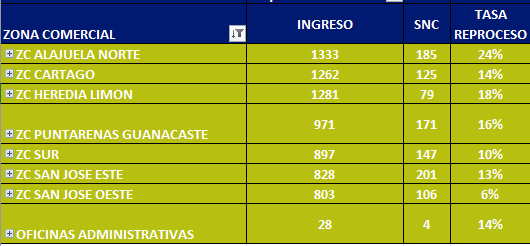 INGRESO SNC TASA REPROCESO
ZONA COMERCIAL
ZC ALAJUELA NORTE 1333 185 24%
ZC CARTAGO 1262 125 14%
ZC HEREDIA LIMON 1281 79 18%
ZC PUNTARENAS GUANACASTE 971 171 16%
ZC SUR 897 147 10%
ZC SAN JOSE ESTE 828 201 13%
ZC SAN JOSE OESTE 803 106 6%
OFICINAS ADMINISTRATIVAS 28 4 14%